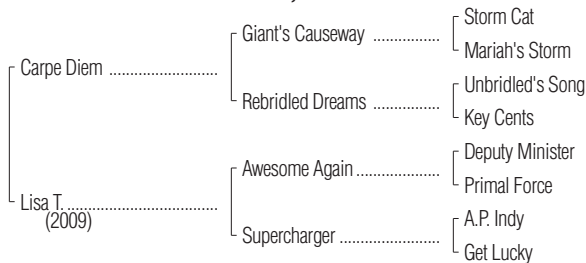 Storm Cat
Giant's Causeway ................
Mariah's Storm
Carpe Diem ..........................
Unbridled's Song
Rebridled Dreams ................
Key Cents
Deputy Minister
Awesome Again ....................
Primal Force
Lisa T. .....................................
(2009)
A.P. Indy
Supercharger ........................
Get Lucky